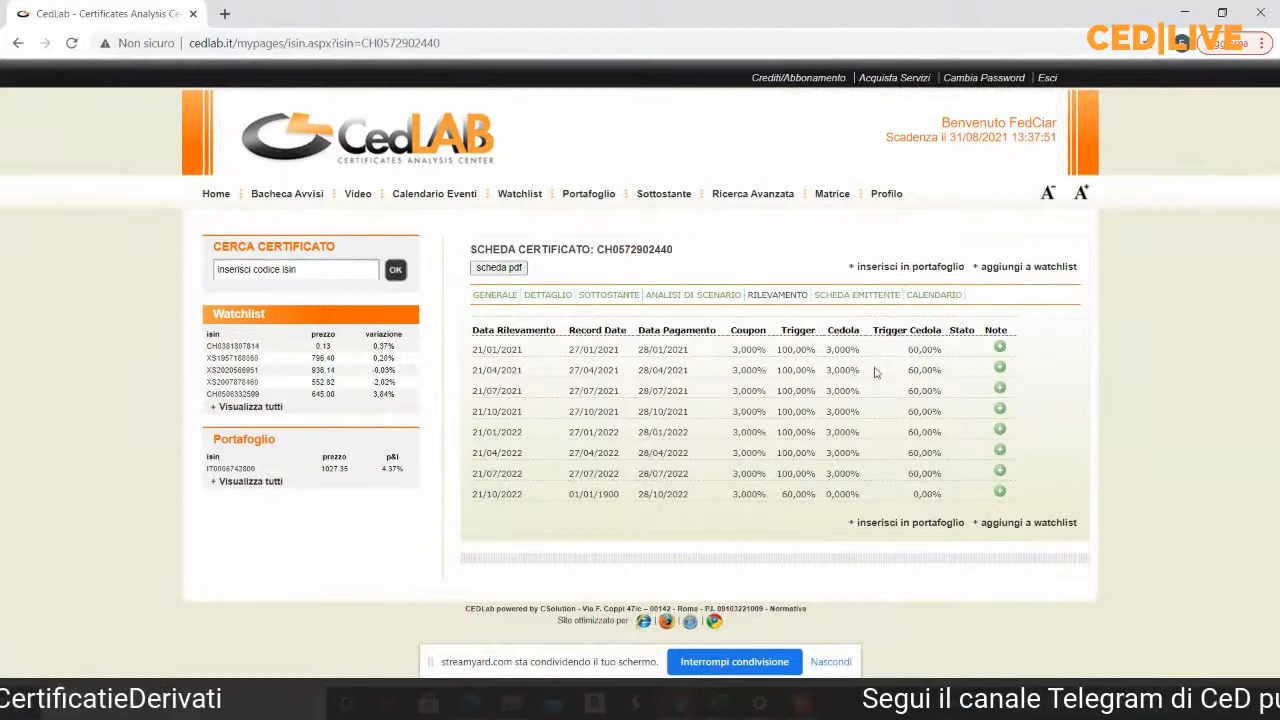 CedLab - Certificates Analysis Cen
Non sicuro | cedlab.it/mypages/isin.aspx?isin=CH0572902440
CED|LIVE
Crediti/Abbonamento | Acquista Servizi | Cambia Password | Esci
CedLAB
CERTIFICATES ANALYSIS CENTER
Benvenuto FedCiar
Scadenza il 31/08/2021 13:37:51
Home Bacheca Avvisi Video Calendario Eventi Watchlist Portafoglio Sottostante Ricerca Avanzata Matrice Profilo A- A+
CERCA CERTIFICATO
inserisci codice isin OK
Watchlist
isin prezzo variazione
CH0381807814 0.13 0,37%
XS1957188060 796.40 0,20%
XS2020566951 936.14 -0,03%
XS2007878460 552.82 -2,02%
CH0506332599 645.00 3,84%
+ Visualizza tutti
Portafoglio
isin prezzo p&l
IT0006742800 1027.35 4.37%
+ Visualizza tutti
SCHEDA CERTIFICATO: CH0572902440
scheda pdf
+ inserisci in portafoglio + aggiungi a watchlist
GENERALE | DETTAGLIO | SOTTOSTANTE | ANALISI DI SCENARIO | RILEVAMENTO | SCHEDA EMITTENTE | CALENDARIO |
Data Rilevamento Record Date Data Pagamento Coupon Trigger Cedola Trigger Cedola Stato Note
21/01/2021 27/01/2021 28/01/2021 3,000% 100,00% 3,000% 60,00%
21/04/2021 27/04/2021 28/04/2021 3,000% 100,00% 3,000% 60,00%
21/07/2021 27/07/2021 28/07/2021 3,000% 100,00% 3,000% 60,00%
21/10/2021 27/10/2021 28/10/2021 3,000% 100,00% 3,000% 60,00%
21/01/2022 27/01/2022 28/01/2022 3,000% 100,00% 3,000% 60,00%
21/04/2022 27/04/2022 28/04/2022 3,000% 100,00% 3,000% 60,00%
21/07/2022 27/07/2022 28/07/2022 3,000% 100,00% 3,000% 60,00%
21/10/2022 01/01/1900 28/10/2022 3,000% 60,00% 0,000% 0,00%
+ inserisci in portafoglio + aggiungi a watchlist
CEDLab powered by CSolution - Via F. Coppi 47/c – 00142 - Roma - P.I. 09103221009 - Normativa
Sito ottimizzato per
streamyard.com sta condividendo il tuo schermo. Interrompi condivisione Nascondi
CertificatieDerivati Segui il canale Telegram di CeD pu